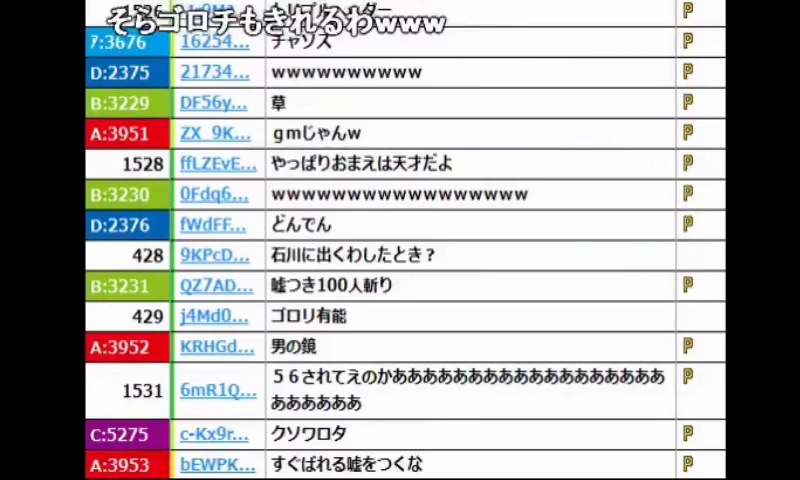 そらゴロチもきれるわwww
ｱ:3676 16254... チャソス P
D:2375 21734... wwwwwwwwww P
B:3229 DF56y... 草 P
A:3951 ZX_9K... ｇｍじゃんｗ P
1528 ffLZEvE... やっぱりおまえは天才だよ P
B:3230 0Fdq6... wwwwwwwwwwwwwwwww P
D:2376 fWdFF... どんでん P
428 9KPcD... 石川に出くわしたとき？
B:3231 QZ7AD... 嘘つき100人斬り P
429 j4Md0... ゴロリ有能
A:3952 KRHGd... 男の鏡 P
1531 6mR1Q... ５６されてえのかああああああああああああああああああ P
ああああああ
C:5275 c-Kx9r... クソワロタ P
A:3953 bEWPK... すぐばれる嘘をつくな P